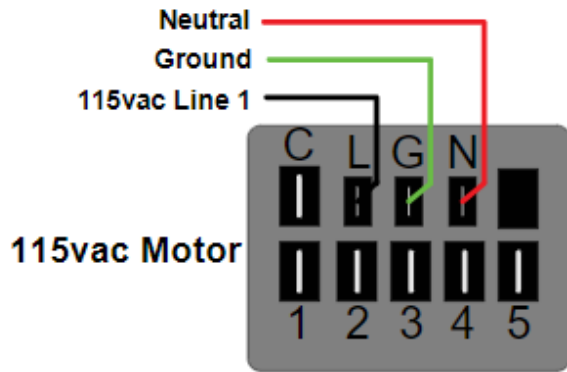 Neutral
Ground
115vac Line 1
C L G N
115vac Motor
1 2 3 4 5